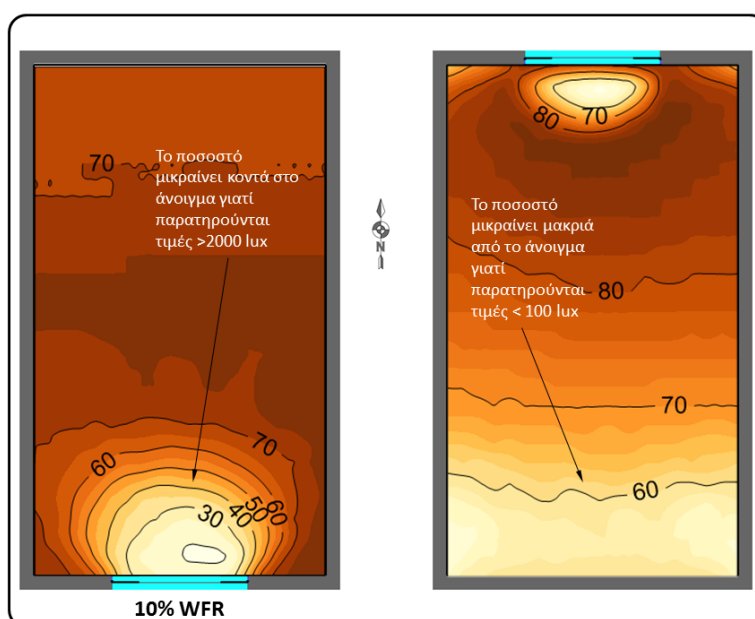 70
Το ποσοστό
μικραίνει κοντά στο
άνοιγμα γιατί
παρατηρούνται
τιμές >2000 lux
70
60
30
40
50
60
10% WFR
N
80
70
Το ποσοστό
μικραίνει μακριά
από το άνοιγμα
γιατί
παρατηρούνται
τιμές < 100 lux
80
70
60